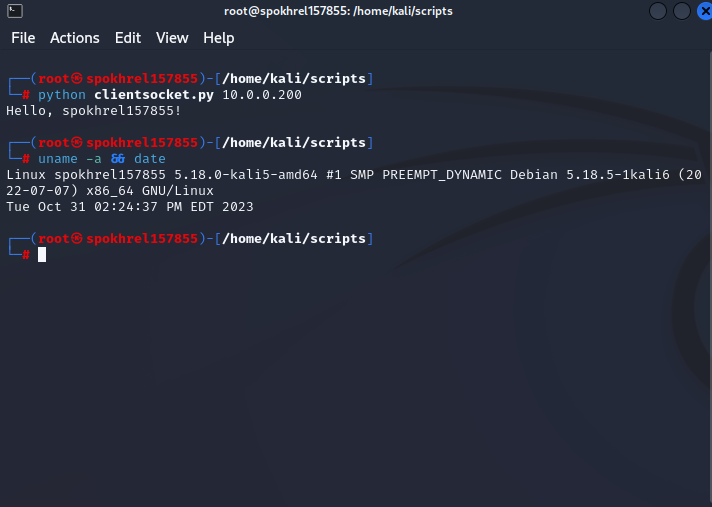 root@spokhrel157855: /home/kali/scripts
File Actions Edit View Help
┌──(root㉿spokhrel157855)-[/home/kali/scripts]
└─# python clientsocket.py 10.0.0.200
Hello, spokhrel157855!
┌──(root㉿spokhrel157855)-[/home/kali/scripts]
└─# uname -a && date
Linux spokhrel157855 5.18.0-kali5-amd64 #1 SMP PREEMPT_DYNAMIC Debian 5.18.5-1kali6 (20
22-07-07) x86_64 GNU/Linux
Tue Oct 31 02:24:37 PM EDT 2023
┌──(root㉿spokhrel157855)-[/home/kali/scripts]
└─#